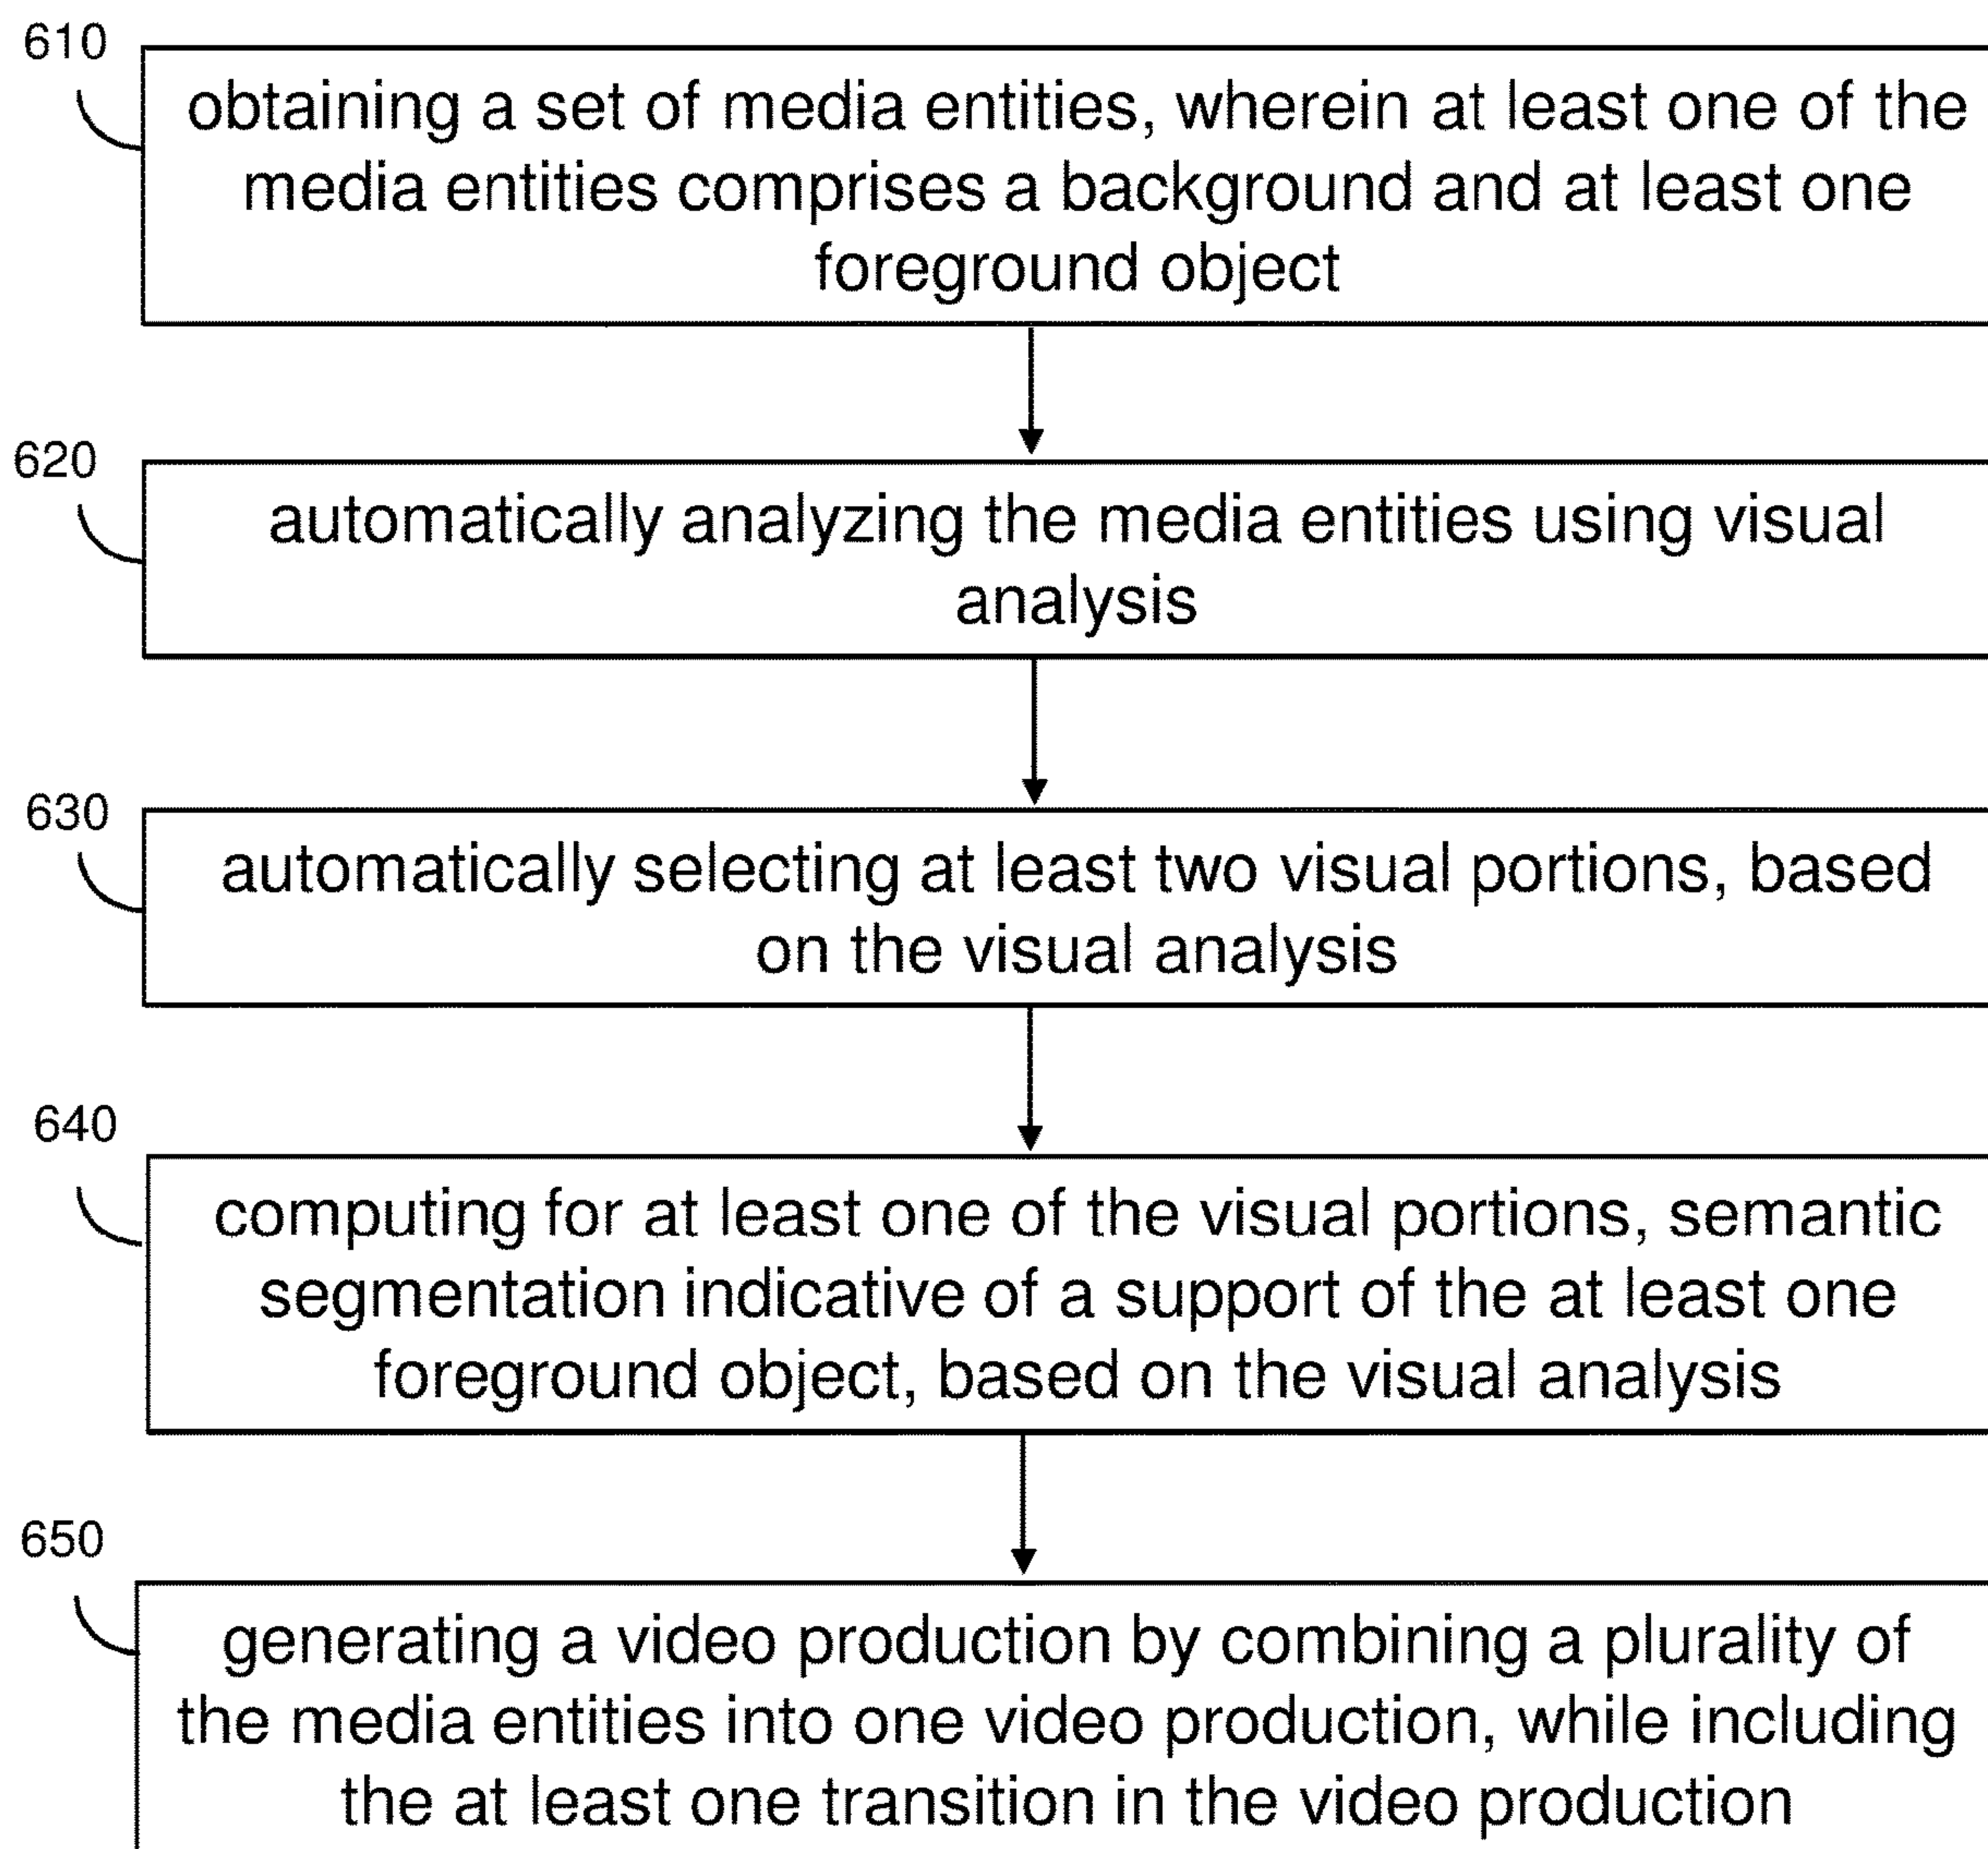 610
obtaining a set of media entities, wherein at least one of the
media entities comprises a background and at least one
foreground object
620
automatically analyzing the media entities using visual
analysis
630
automatically selecting at least two visual portions, based
on the visual analysis
640
computing for at least one of the visual portions, semantic
segmentation indicative of a support of the at least one
foreground object, based on the visual analysis
650
generating a video production by combining a plurality of
the media entities into one video production, while including
the at least one transition in the video production